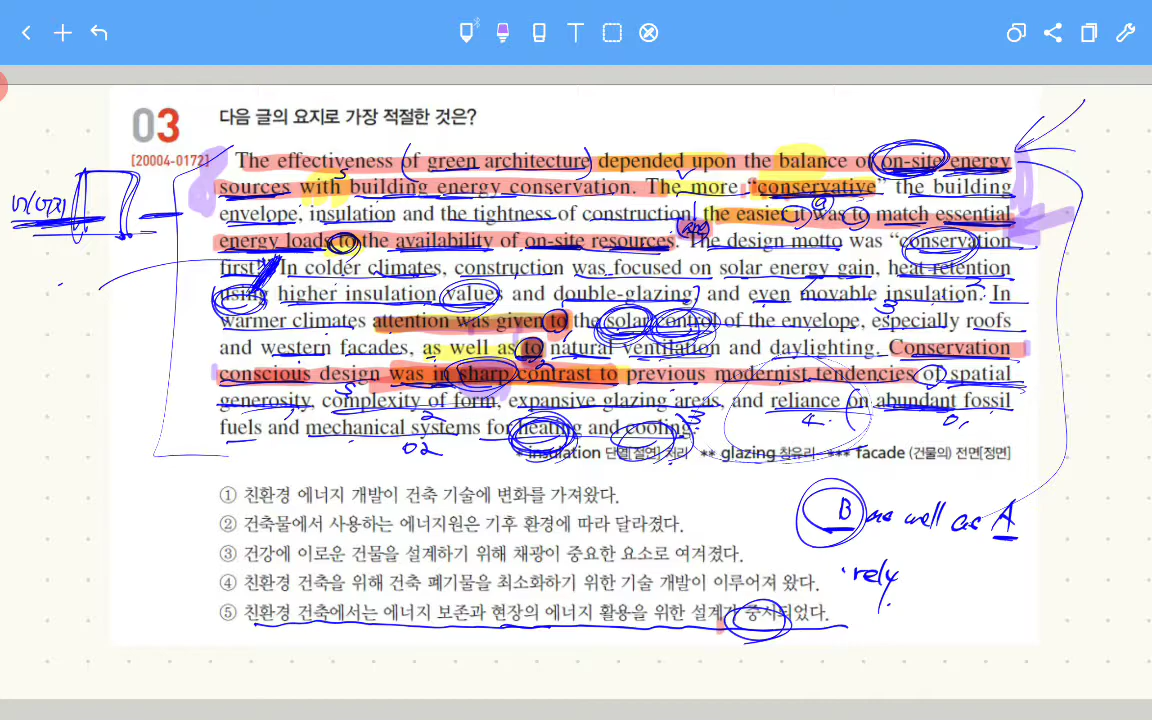 03
다음 글의 요지로 가장 적절한 것은?
[20004-0172]
The effectiveness of green architecture depended upon the balance of on-site energy
sources with building energy conservation. The more “conservative” the building
envelope, insulation and the tightness of construction, the easier it was to match essential
energy loads to the availability of on-site resources. The design motto was “conservation
first!” In colder climates, construction was focused on solar energy gain, heat retention
using higher insulation values and double-glazing, and even movable insulation. In
warmer climates attention was given to the solar control of the envelope, especially roofs
and western facades, as well as to natural ventilation and daylighting. Conservation
conscious design was in sharp contrast to previous modernist tendencies of spatial
generosity, complexity of form, expansive glazing areas, and reliance on abundant fossil
fuels and mechanical systems for heating and cooling.
* insulation 단열[절연] 처리 ** glazing 창유리 *** facade (건물의) 전면[정면]
① 친환경 에너지 개발이 건축 기술에 변화를 가져왔다.
② 건축물에서 사용하는 에너지원은 기후 환경에 따라 달라졌다.
③ 건강에 이로운 건물을 설계하기 위해 채광이 중요한 요소로 여겨졌다.
④ 친환경 건축을 위해 건축 폐기물을 최소화하기 위한 기술 개발이 이루어져 왔다.
⑤ 친환경 건축에서는 에너지 보존과 현장의 에너지 활용을 위한 설계가 중시되었다.
B as well as A
rely